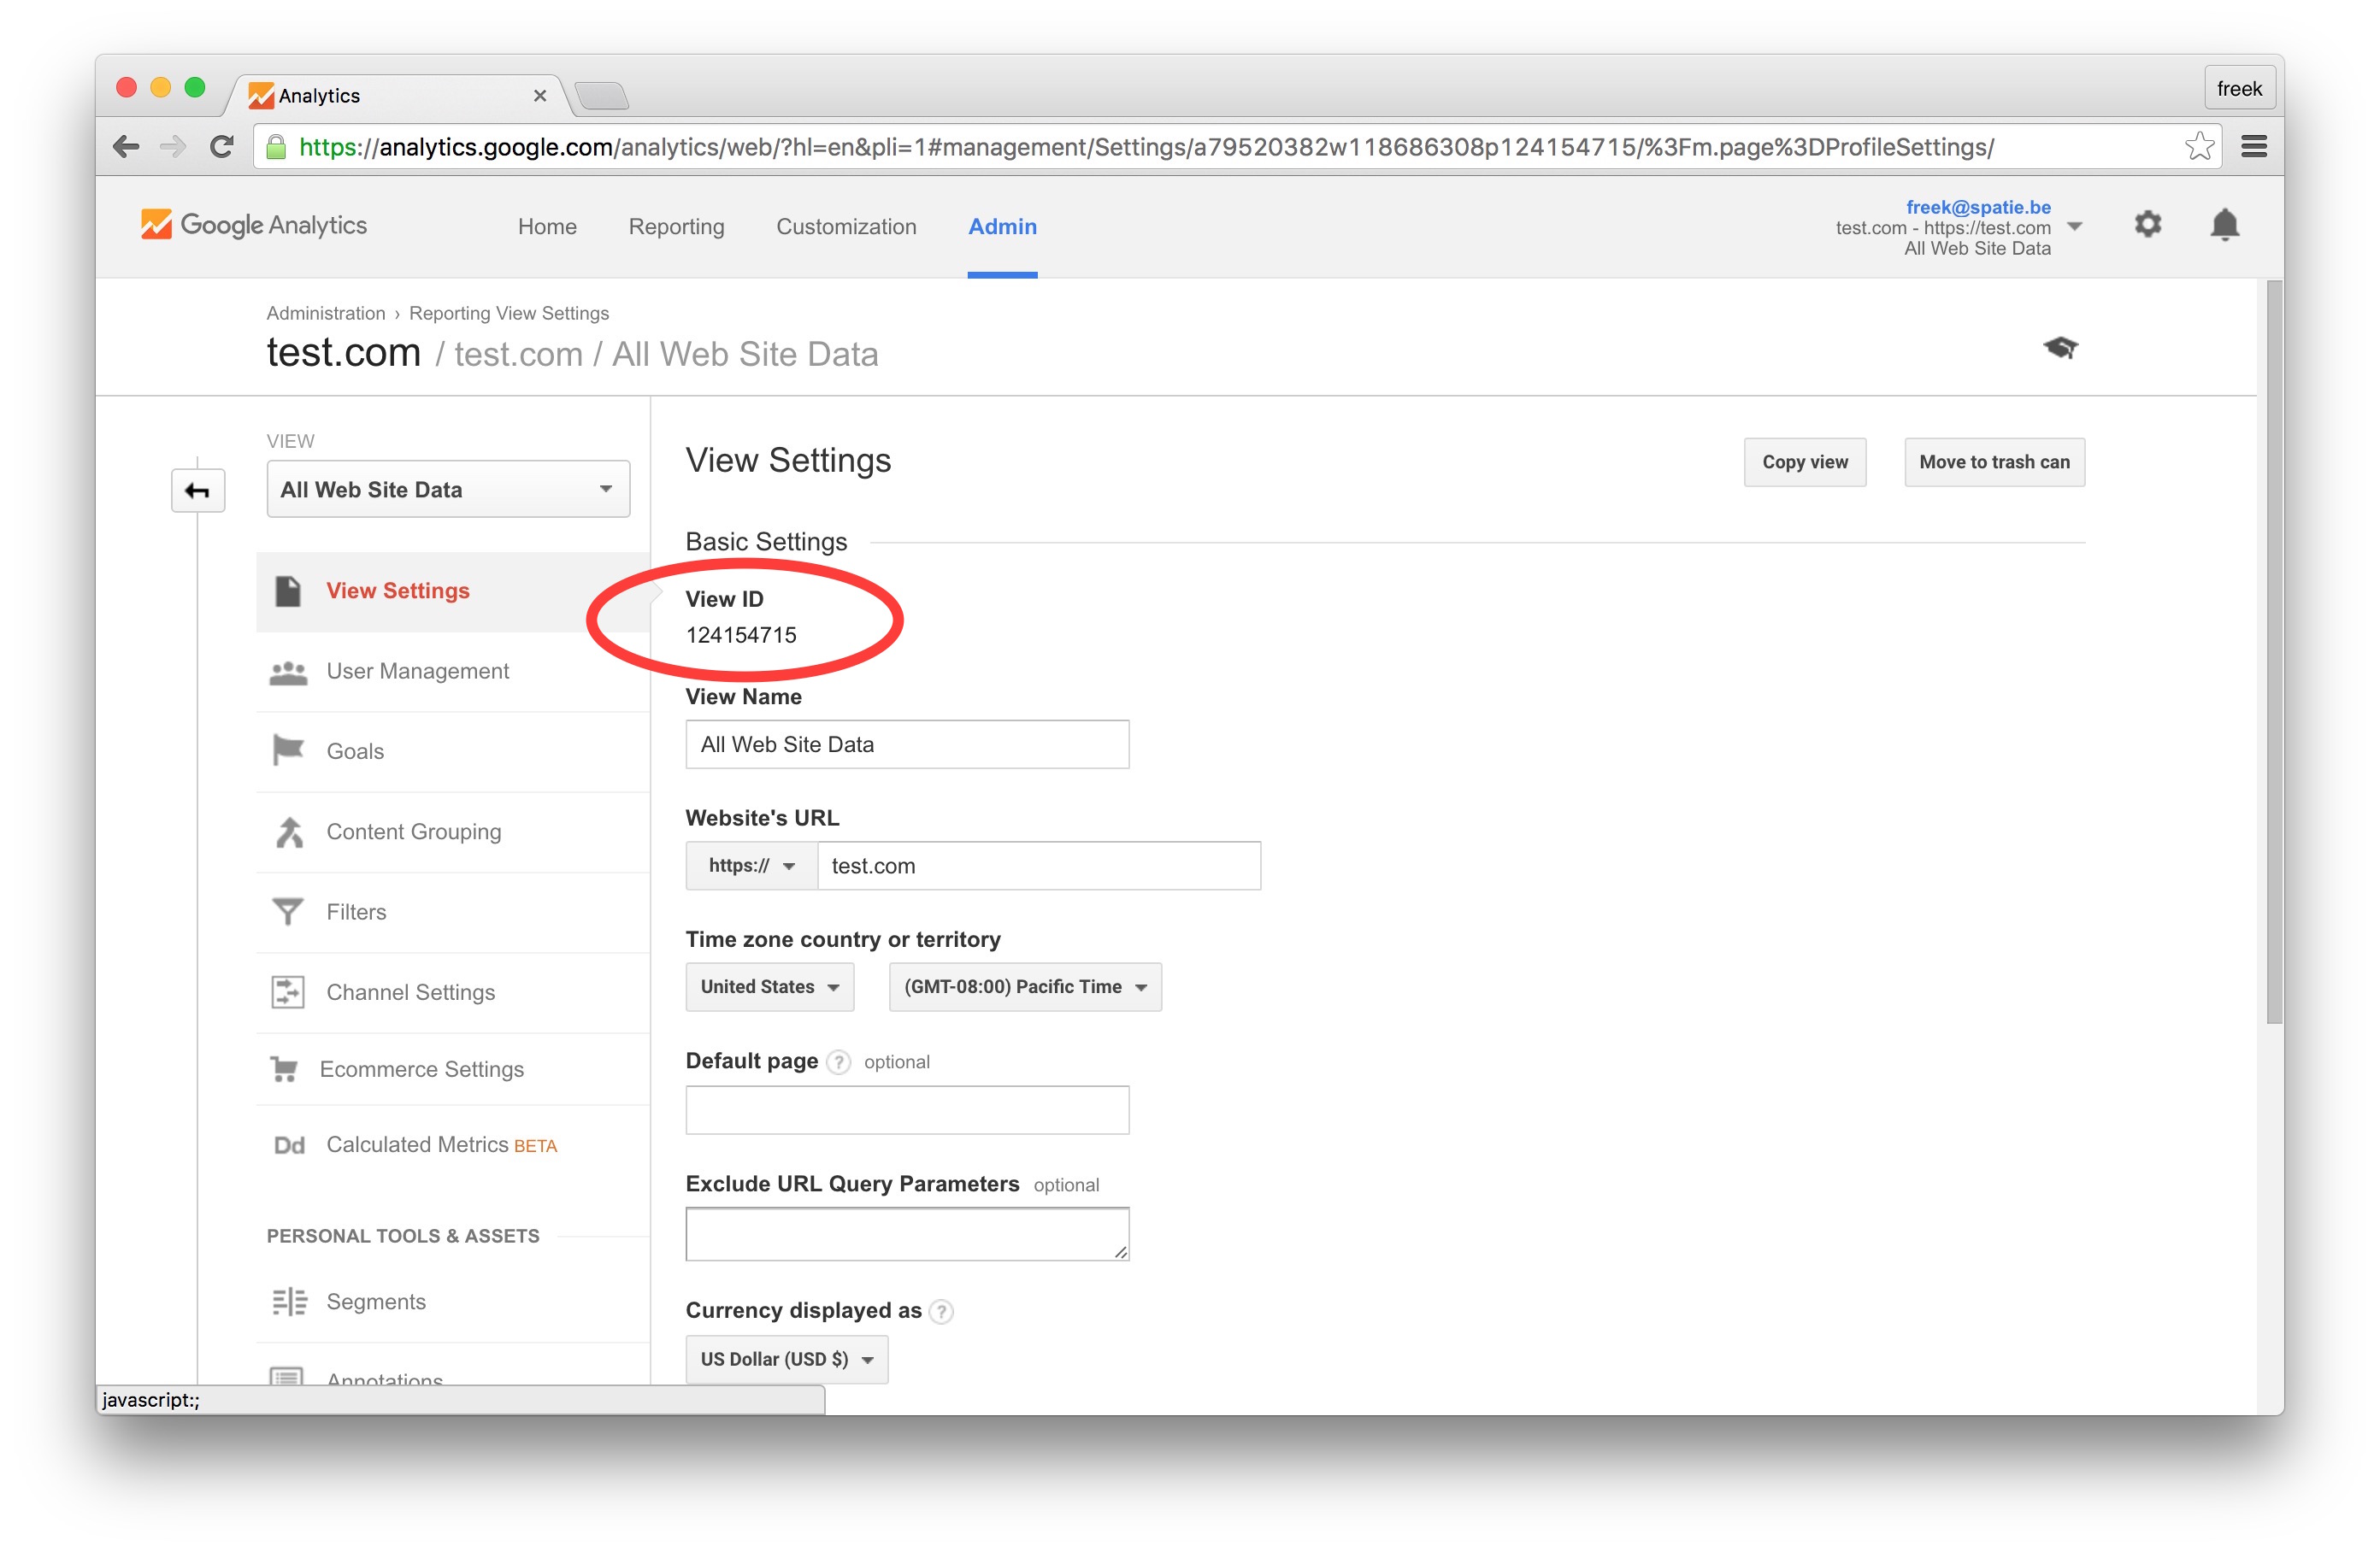 Analytics
freek
https://analytics.google.com/analytics/web/?hl=en&pli=1#management/Settings/a79520382w118686308p124154715/%3Fm.page%3DProfileSettings/
Google Analytics
Home
Reporting
Customization
Admin
freek@spatie.be
test.com - https://test.com
All Web Site Data
Administration › Reporting View Settings
test.com / test.com / All Web Site Data
VIEW
All Web Site Data
View Settings
User Management
Goals
Content Grouping
Filters
Channel Settings
Ecommerce Settings
Dd Calculated Metrics BETA
PERSONAL TOOLS & ASSETS
Segments
Annotations
View Settings
Copy view
Move to trash can
Basic Settings
View ID
124154715
View Name
All Web Site Data
Website's URL
https:// test.com
Time zone country or territory
United States (GMT-08:00) Pacific Time
Default page ? optional
Exclude URL Query Parameters optional
Currency displayed as ?
US Dollar (USD $)
javascript:;